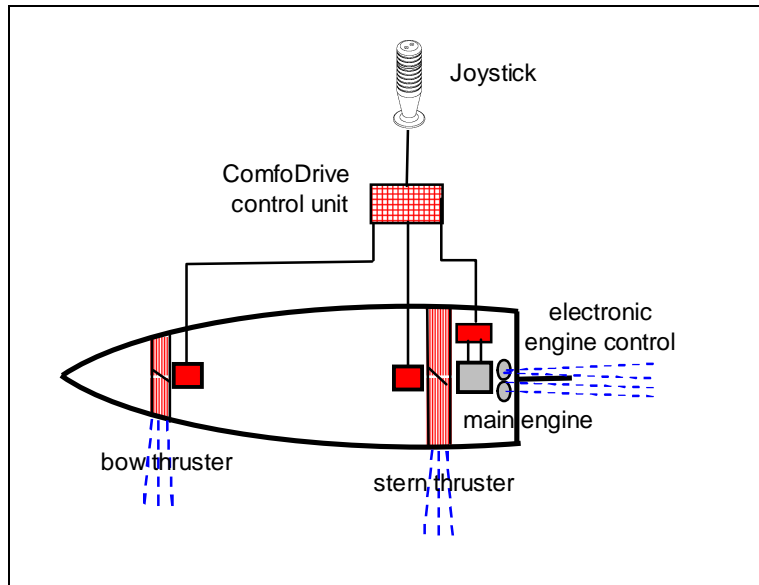 Joystick
ComfoDrive
control unit
electronic
engine control
main engine
bow thruster
stern thruster